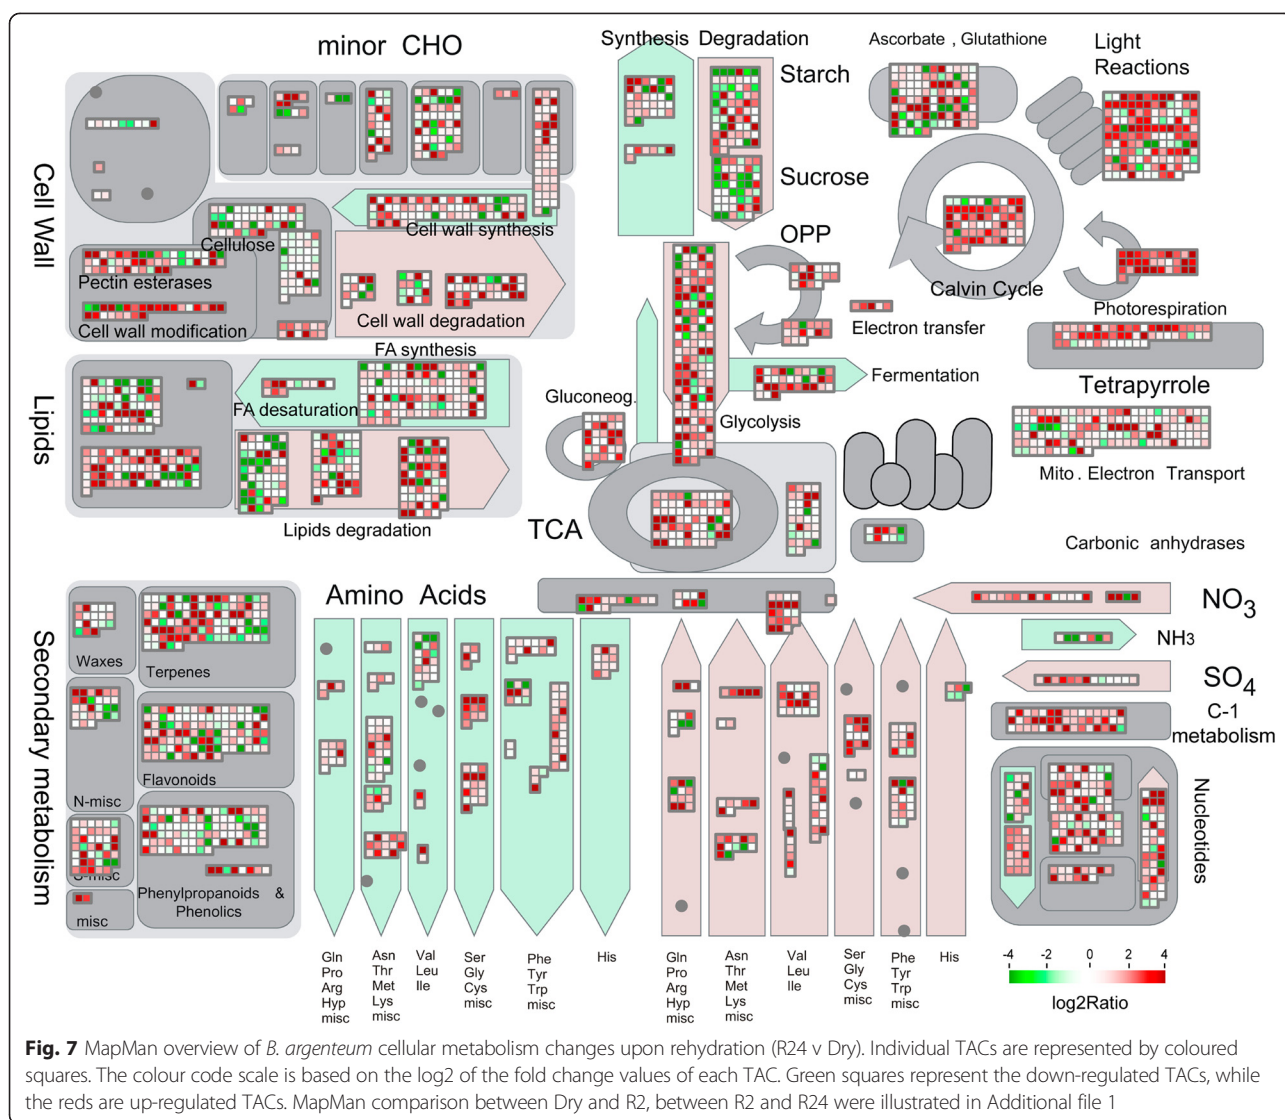 minor CHO
Synthesis Degradation
Starch
Sucrose
Ascorbate , Glutathione
Light
Reactions
Cell Wall
Cellulose
Cell wall synthesis
Pectin esterases
Cell wall modification
Cell wall degradation
OPP
Calvin Cycle
Photorespiration
Electron transfer
Tetrapyrrole
Lipids
FA synthesis
FA desaturation
Lipids degradation
Gluconeog.
Fermentation
Glycolysis
Mito . Electron Transport
TCA
Carbonic anhydrases
Secondary metabolism
Waxes
Terpenes
N-misc
Flavonoids
S-misc
misc
Phenylpropanoids &
Phenolics
Amino Acids
NO3
NH3
SO4
C-1
metabolism
Nucleotides
Gln
Pro
Arg
Hyp
misc
Asn
Thr
Met
Lys
misc
Val
Leu
Ile
Ser
Gly
Cys
misc
Phe
Tyr
Trp
misc
His
Gln
Pro
Arg
Hyp
misc
Asn
Thr
Met
Lys
misc
Val
Leu
Ile
Ser
Gly
Cys
misc
Phe
Tyr
Trp
misc
His
-4 -2 0 2 4
log2Ratio
Fig. 7 MapMan overview of B. argenteum cellular metabolism changes upon rehydration (R24 v Dry). Individual TACs are represented by coloured
squares. The colour code scale is based on the log2 of the fold change values of each TAC. Green squares represent the down-regulated TACs, while
the reds are up-regulated TACs. MapMan comparison between Dry and R2, between R2 and R24 were illustrated in Additional file 1